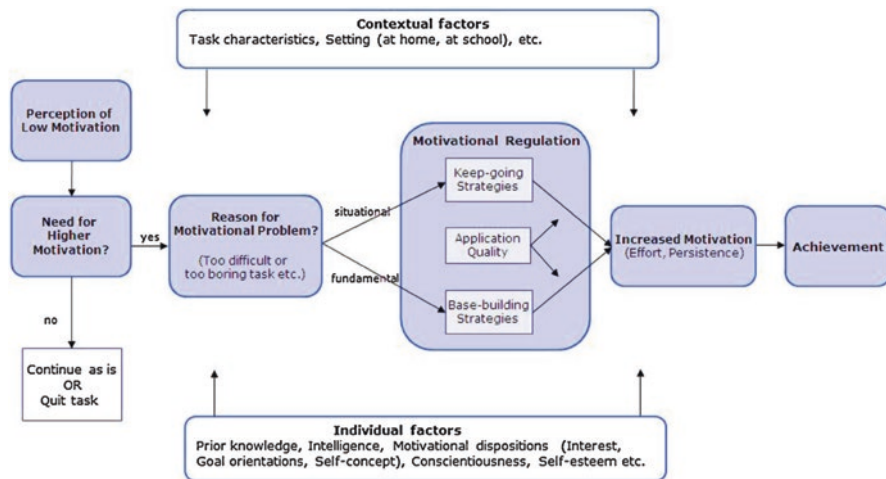 Contextual factors
Task characteristics, Setting (at home, at school), etc.
Perception of
Low Motivation
Need for
Higher
Motivation?
yes
no
Continue as is
OR
Quit task
Reason for
Motivational Problem?
(Too difficult or
too boring task etc.)
situational
fundamental
Motivational Regulation
Keep-going
Strategies
Application
Quality
Base-building
Strategies
Increased Motivation
(Effort, Persistence)
Achievement
Individual factors
Prior knowledge, Intelligence, Motivational dispositions (Interest,
Goal orientations, Self-concept), Conscientiousness, Self-esteem etc.